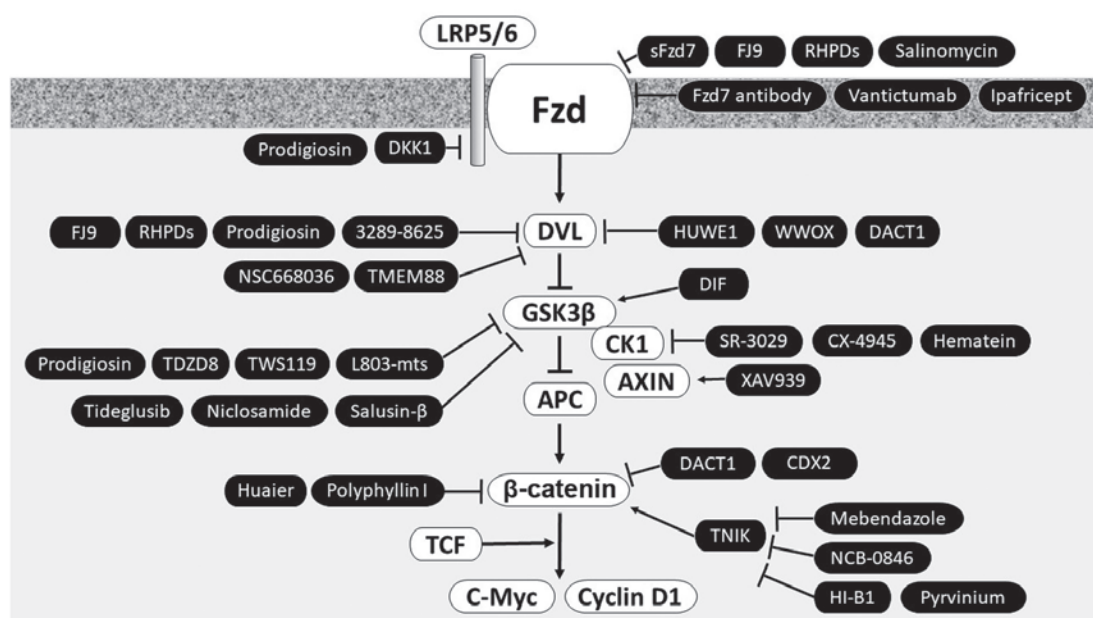 LRP5/6
sFzd7 FJ9 RHPDs Salinomycin
Fzd
Fzd7 antibody Vantictumab Ipafricept
Prodigiosin DKK1
FJ9 RHPDs Prodigiosin 3289-8625 DVL HUWE1 WWOX DACT1
NSC668036 TMEM88
DIF
GSK3β
CK1 SR-3029 CX-4945 Hematein
Prodigiosin TDZD8 TWS119 L803-mts
AXIN XAV939
APC
Tideglusib Niclosamide Salusin-β
DACT1 CDX2
Huaier Polyphyllin I β-catenin
Mebendazole
TNIK
TCF
NCB-0846
C-Myc Cyclin D1 HI-B1 Pyrvinium